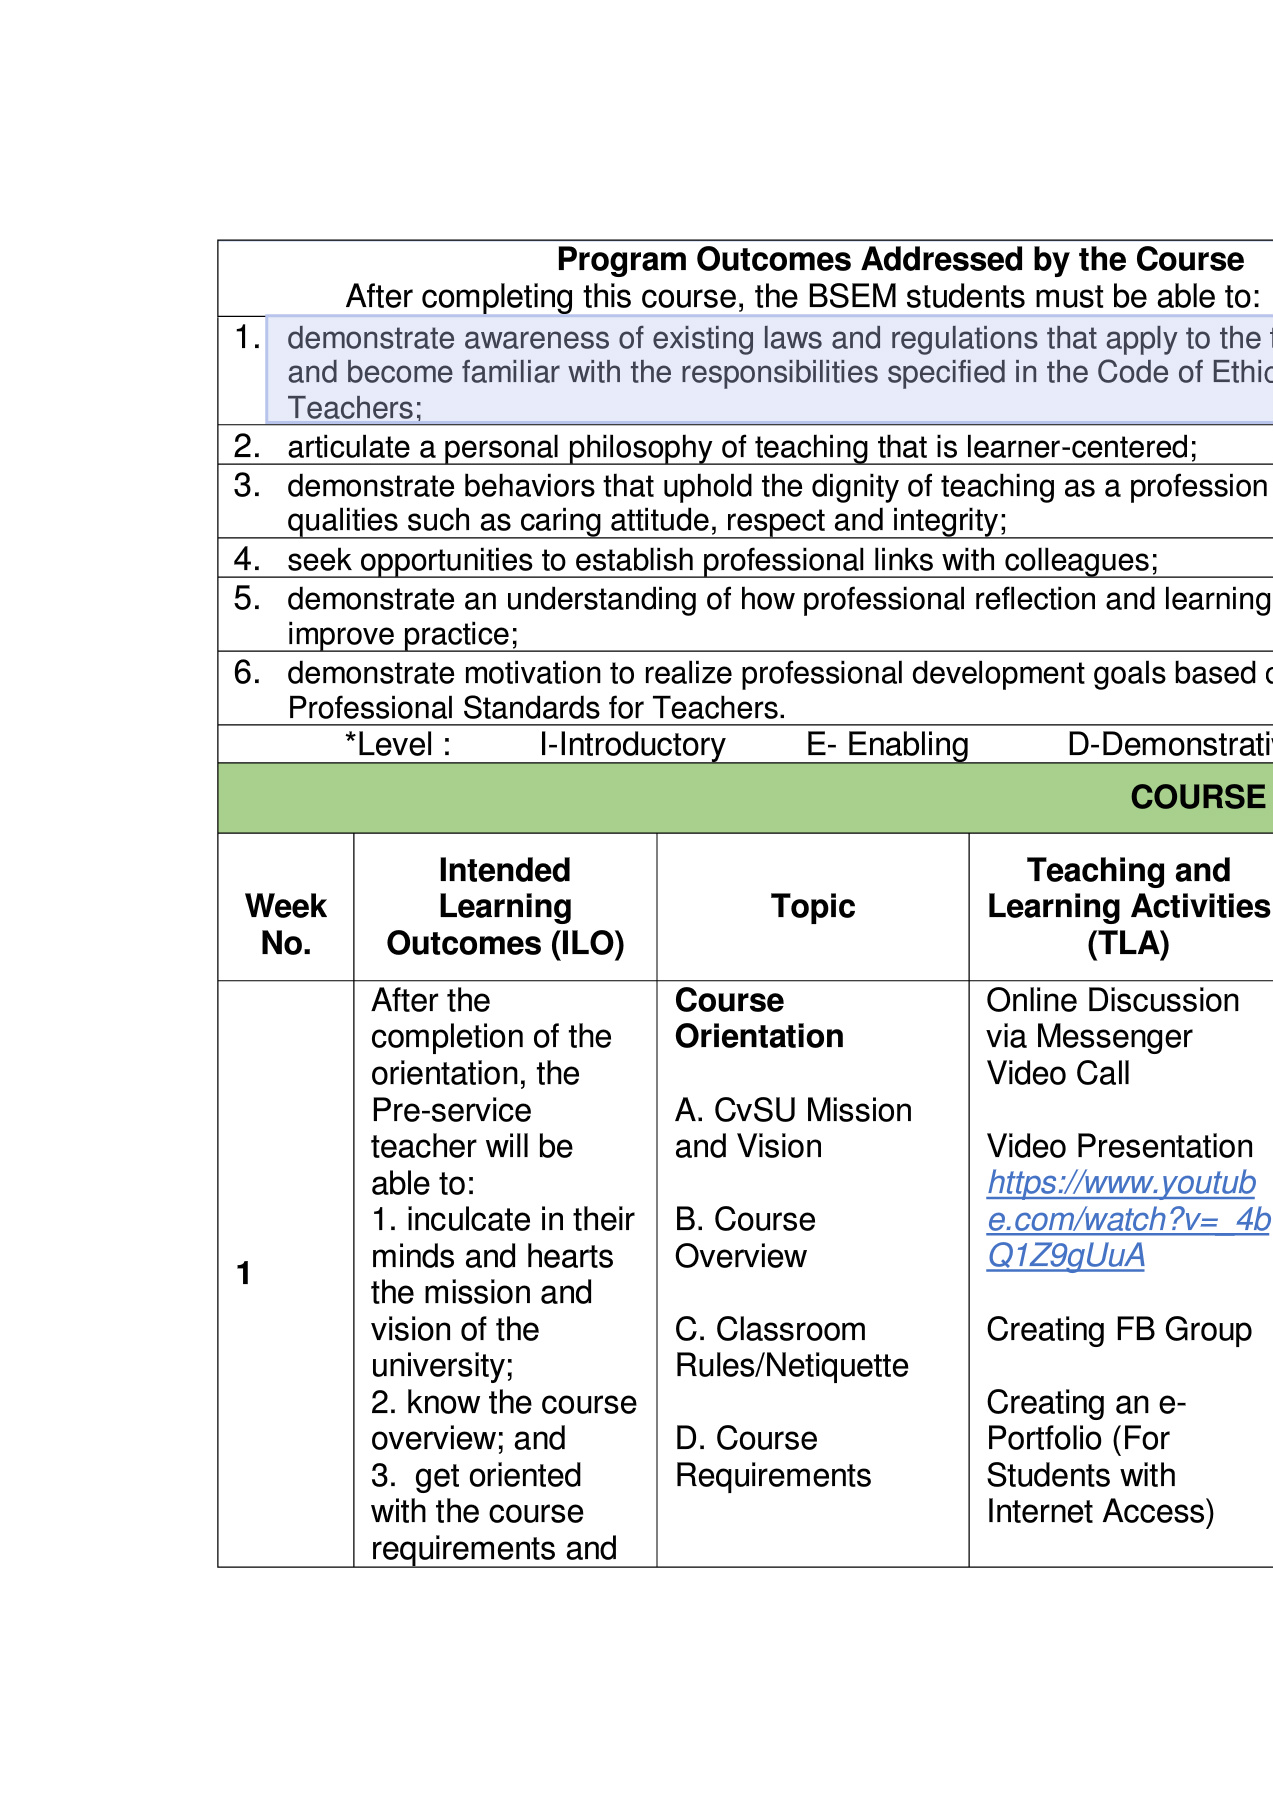 Program Outcomes Addressed by the Course
After completing this course, the BSEM students must be able to:
1. demonstrate awareness of existing laws and regulations that apply to the
and become familiar with the responsibilities specified in the Code of
Teachers;
2. articulate a personal philosophy of teaching that is learner-centered;
3. demonstrate behaviors that uphold the dignity of teaching as a profession
qualities such as caring attitude, respect and integrity;
4. seek opportunities to establish professional links with colleagues;
5. demonstrate an understanding of how professional reflection and learning
improve practice;
6. demonstrate motivation to realize professional development goals based
Professional Standards for Teachers.
*Level : I-Introductory E- Enabling
COURSE
Week
No.
Intended
Learning
Outcomes (ILO)
Topic
Teaching and
Learning Activities
(TLA)
1
After the
completion of the
orientation, the
Pre-service
teacher will be
able to:
1. inculcate in their
minds and hearts
the mission and
vision of the
university;
2. know the course
overview; and
3. get oriented
with the course
requirements and
Course
Orientation
A. CvSU Mission
and Vision
B. Course
Overview
C. Classroom
Rules/Netiquette
D. Course
Requirements
Online Discussion
via Messenger
Video Call
Video Presentation
https://www.youtub
e.com/watch?v=_4b
Q1Z9gUuA
Creating FB Group
Creating an e-
Portfolio (For
Students with
Internet Access)